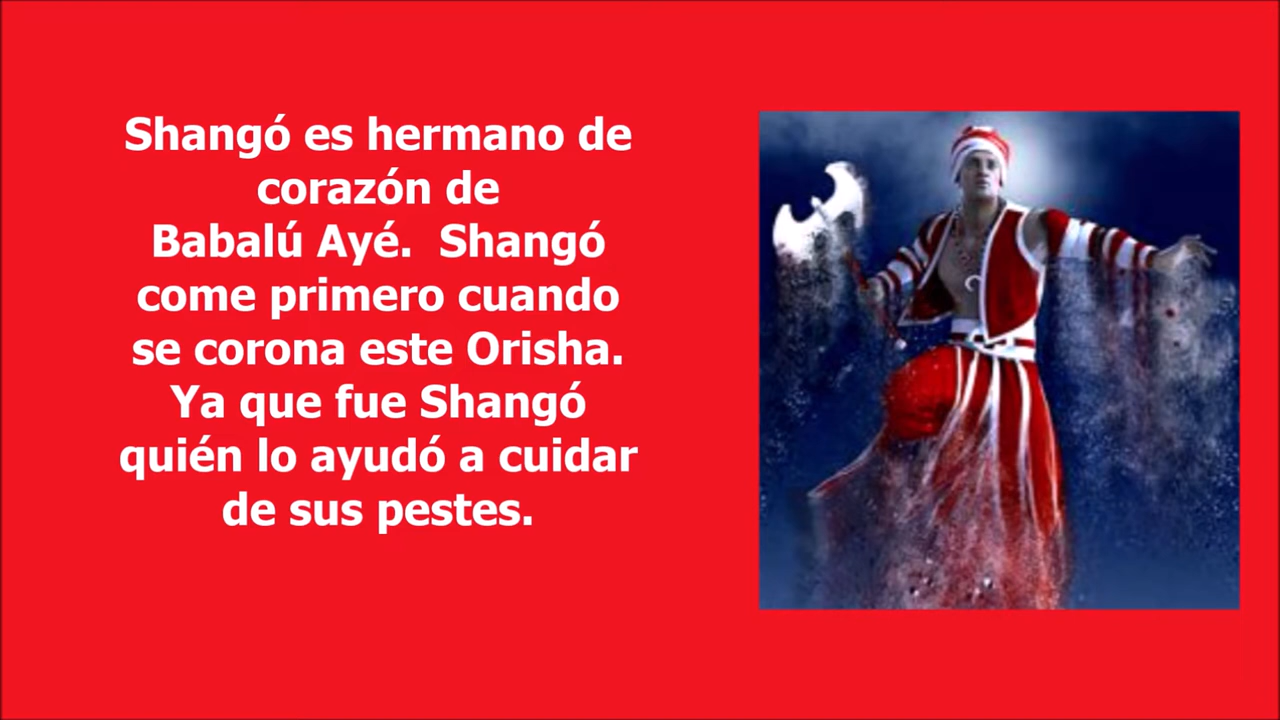 Shangó es hermano de
corazón de
Babalú Ayé.  Shangó
come primero cuando
se corona este Orisha.
Ya que fue Shangó
quién lo ayudó a cuidar
de sus pestes.